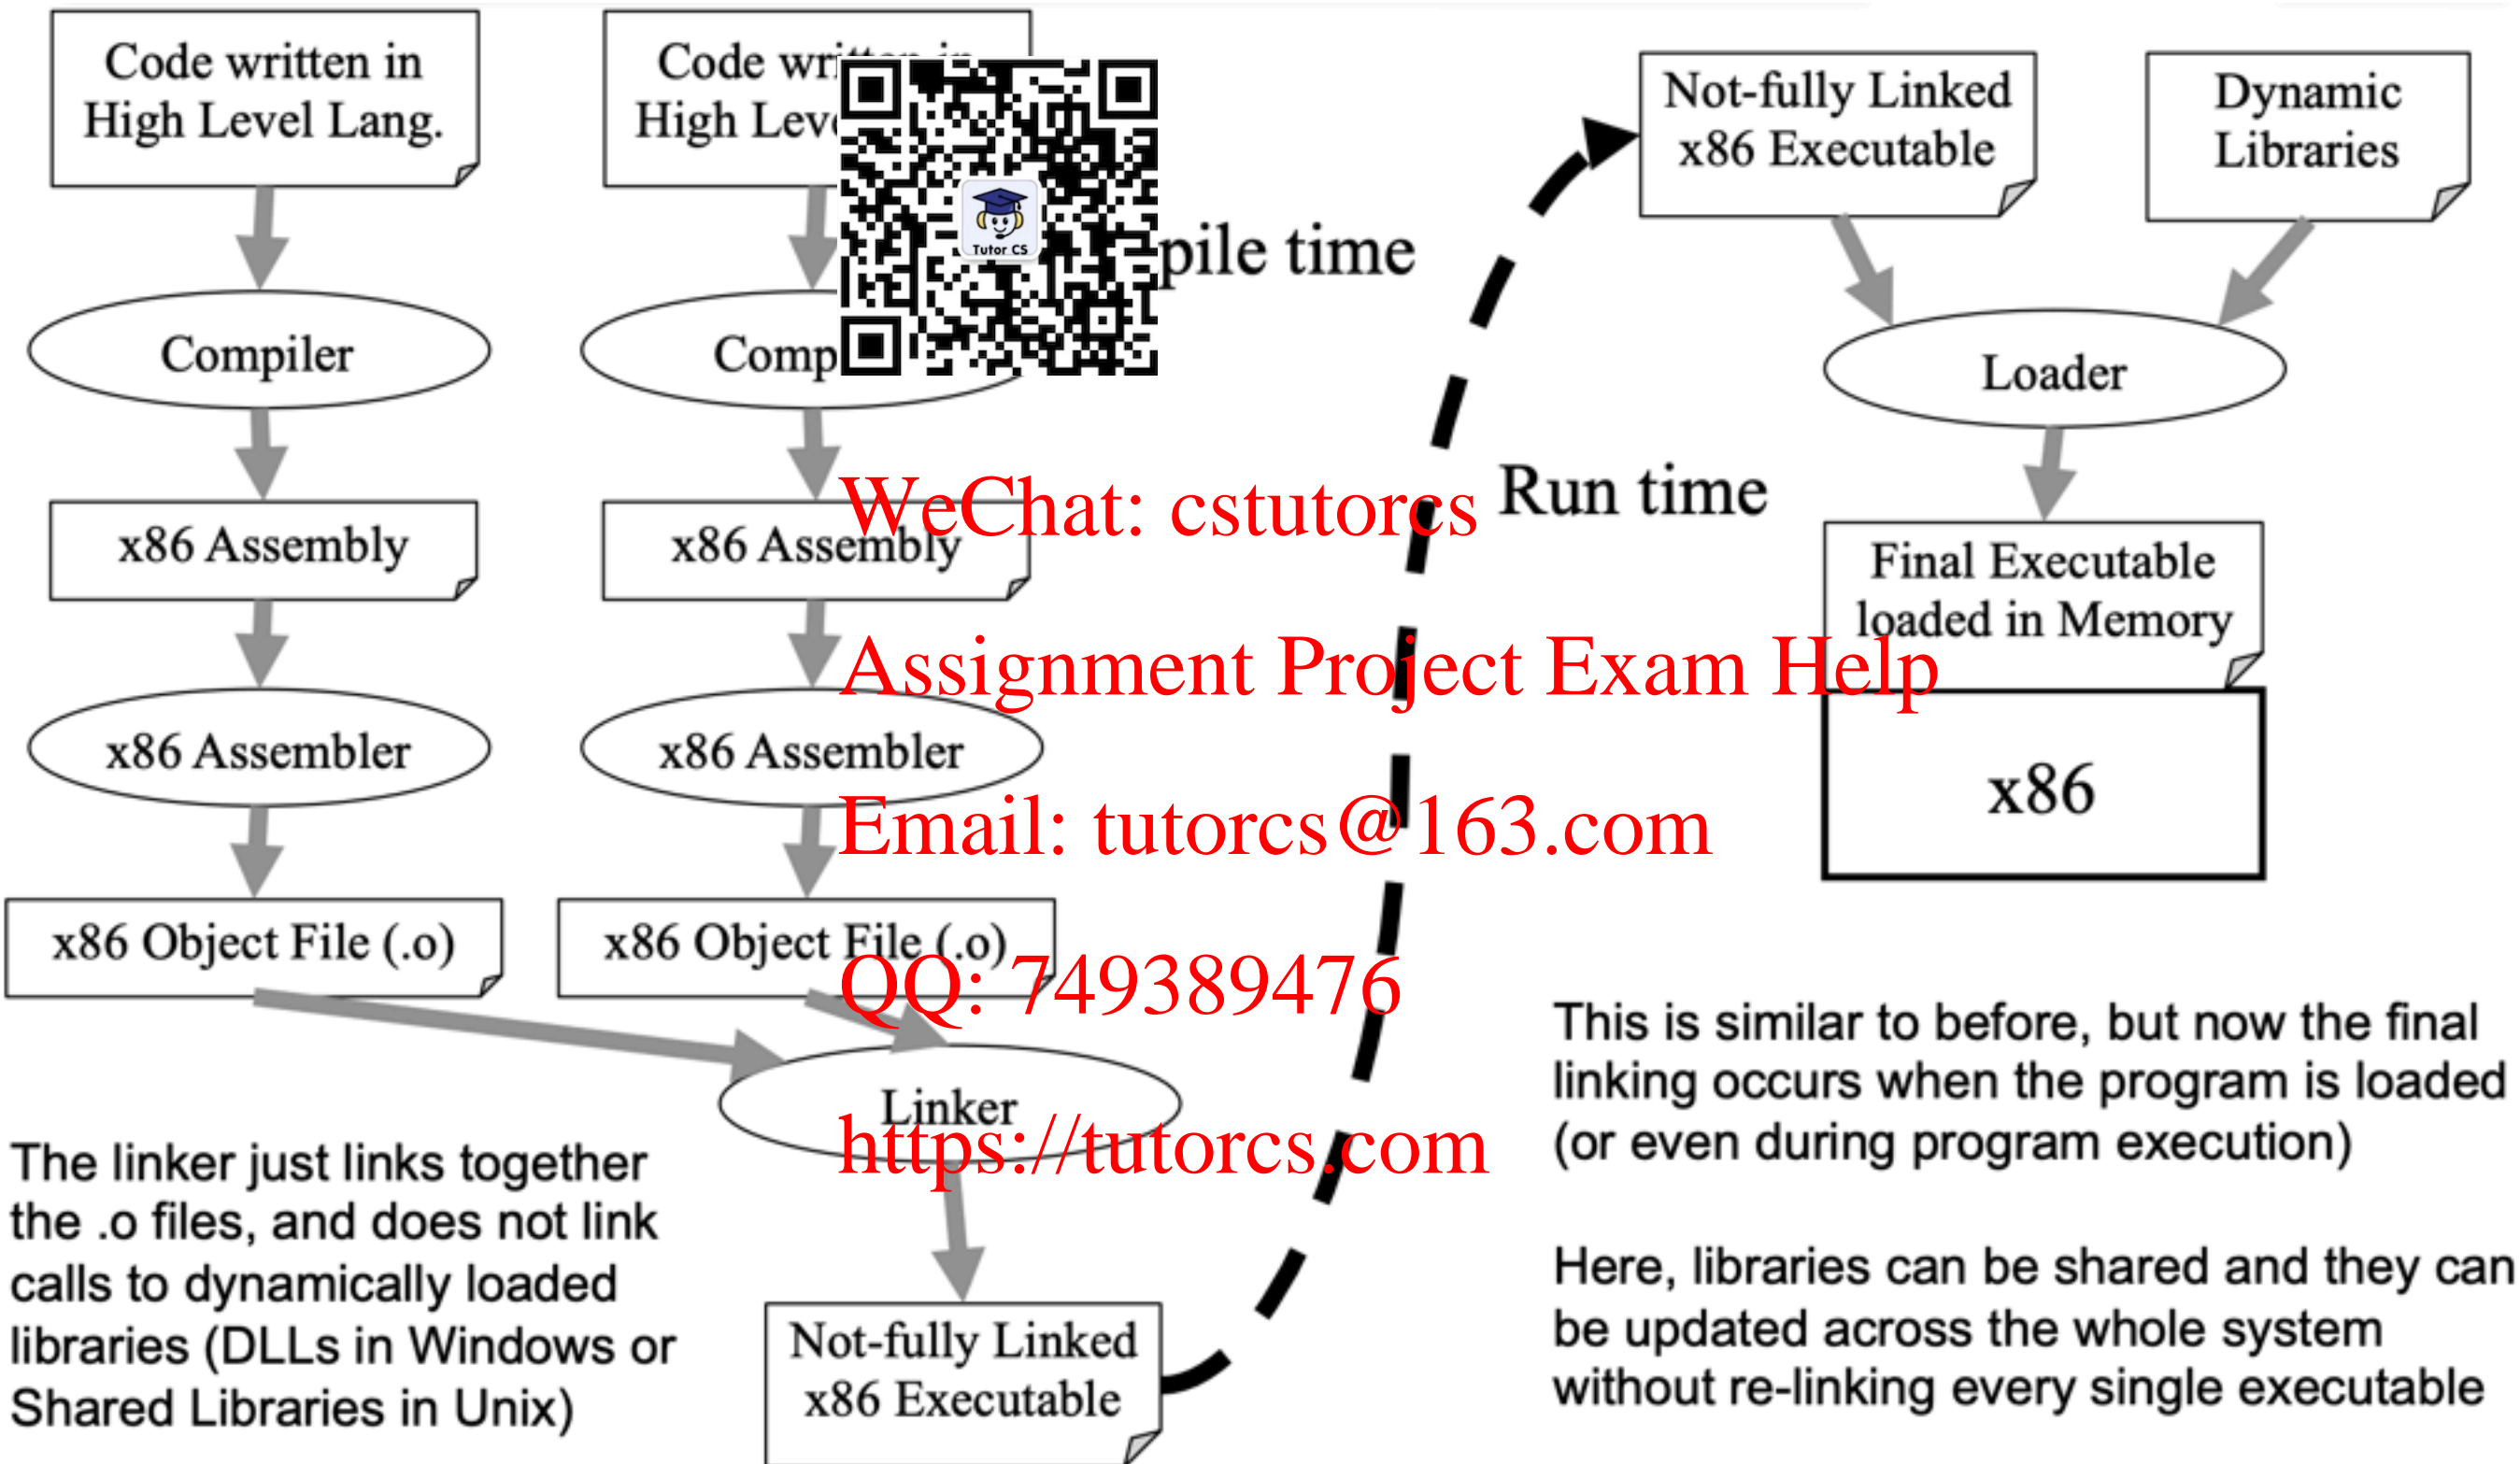 Code written in
High Level Lang.
Compiler
x86 Assembly
x86 Assembler
x86 Object File (.o)
Code
High
x86 Assembly
x86 Assembler
x86 Object File (.o)
Linker
Not-fully Linked
x86 Executable
The linker just links together
the .o files, and does not link
calls to dynamically loaded
libraries (DLLs in Windows or
Shared Libraries in Unix)
Tutor CS
time
Run time
WeChat: cstutorcs
Assignment Project Exam Help
Email: tutorcs@163.com
QQ: 749389476
https://tutorcs.com
Not-fully Linked
x86 Executable
Dynamic
Libraries
Loader
Final Executable
loaded in Memory
x86
This is similar to before, but now the final
linking occurs when the program is loaded
(or even during program execution)
Here, libraries can be shared and they can
be updated across the whole system
without re-linking every single executable